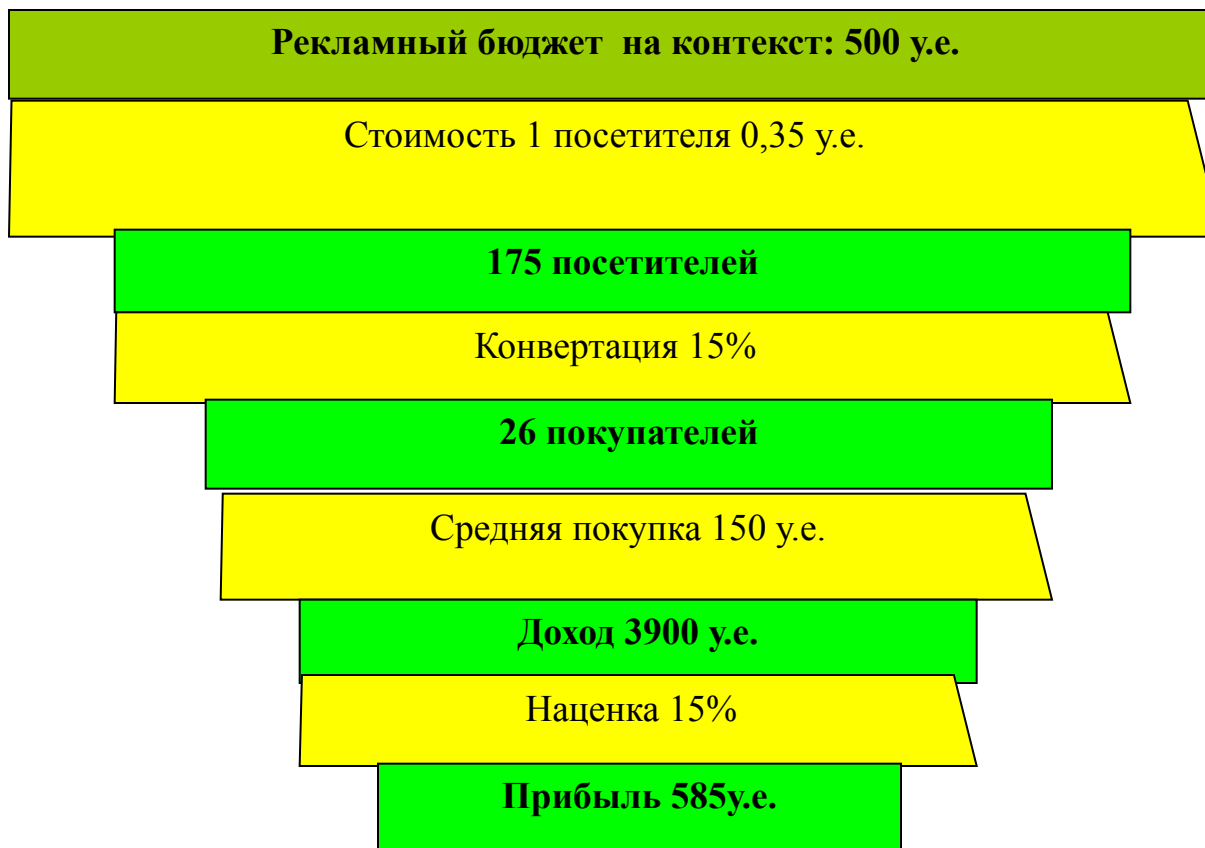 Рекламный бюджет на контекст: 500 у.е.
Стоимость 1 посетителя 0,35 у.е.
175 посетителей
Конвертация 15%
26 покупателей
Средняя покупка 150 у.е.
Доход 3900 у.е.
Наценка 15%
Прибыль 585у.е.